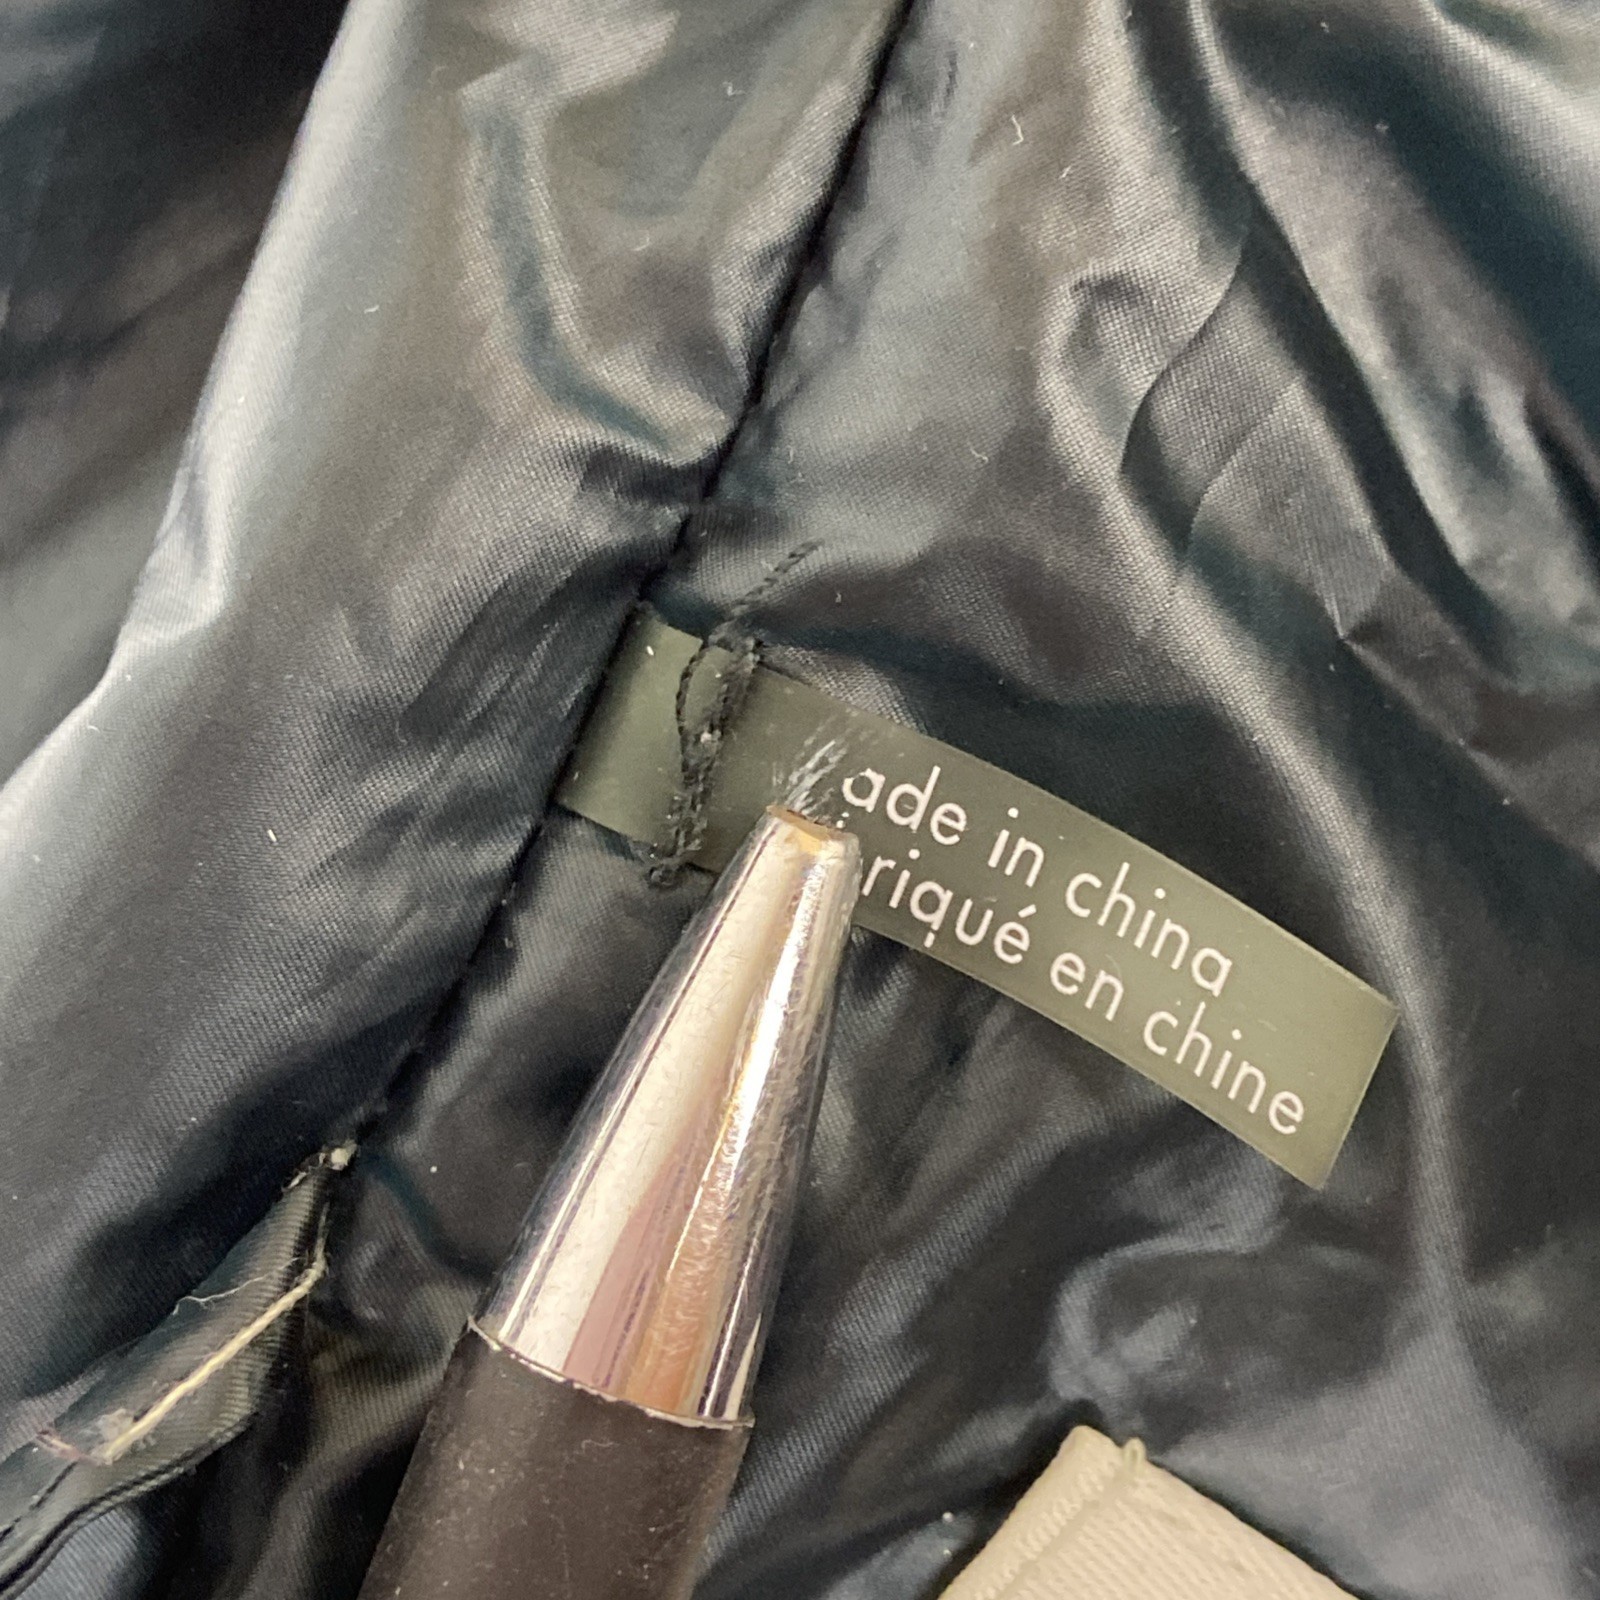 ade in china
riqué en chine